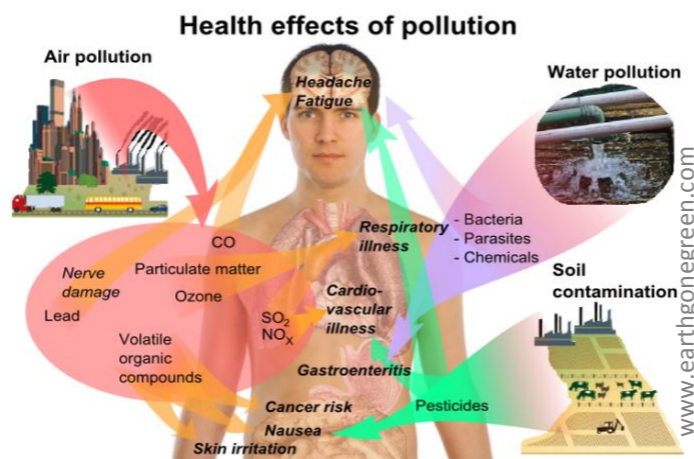 Health effects of pollution
Air pollution
Water pollution
Headache
Fatigue
- Bacteria
- Parasites
- Chemicals
CO
Respiratory
illness
Particulate matter
Nerve
damage
Ozone
Lead
SO₂
NOₓ
Cardio-
vascular
illness
Soil
contamination
Volatile
organic
compounds
Gastroenteritis
Cancer risk
Pesticides
Nausea
Skin irritation
www.earthgonegreen.com